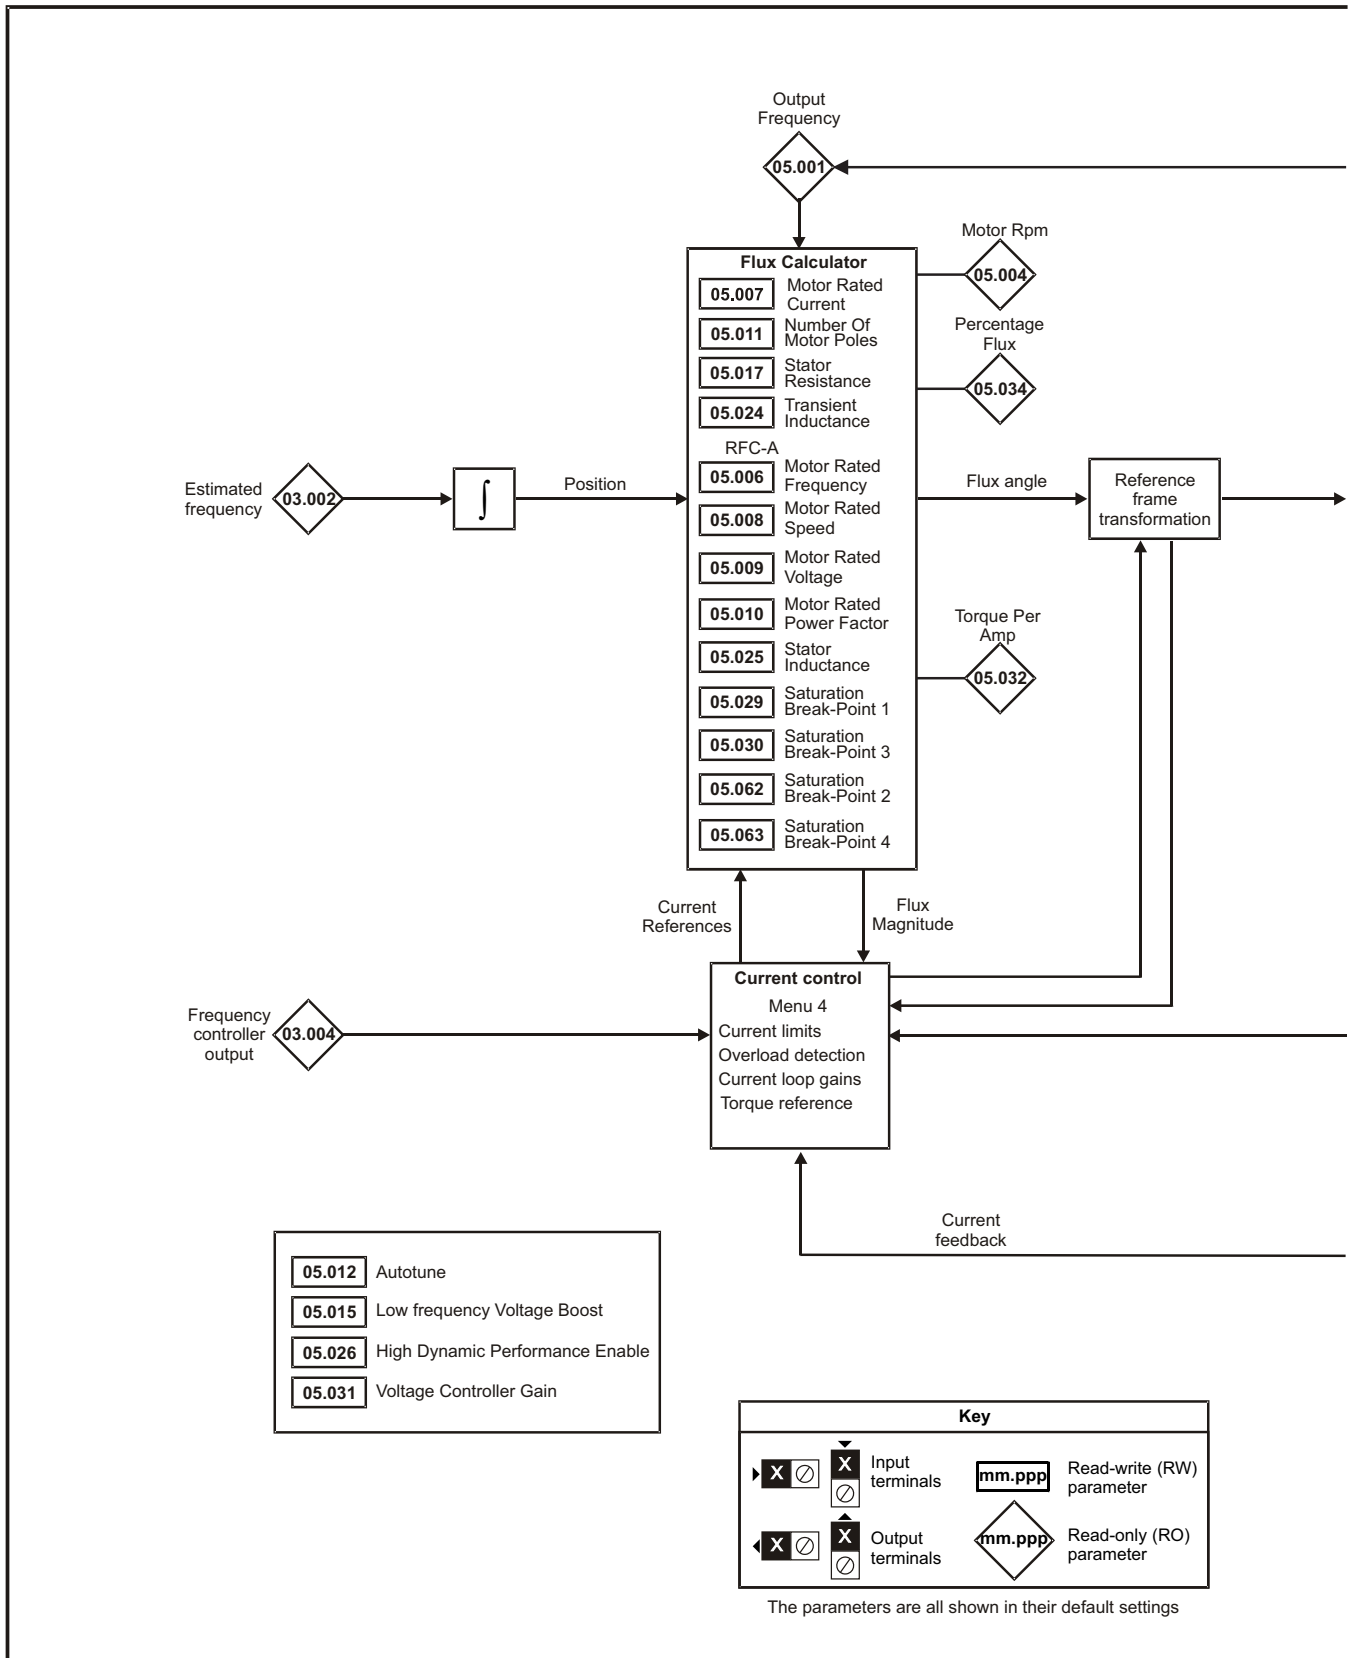 Output
Frequency
05.001
Motor Rpm
05.004
Percentage
Flux
05.034
Flux Calculator
05.007 Motor Rated
Current
05.011 Number Of
Motor Poles
05.017 Stator
Resistance
05.024 Transient
Inductance
RFC-A
05.006 Motor Rated
Frequency
05.008 Motor Rated
Speed
05.009 Motor Rated
Voltage
05.010 Motor Rated
Power Factor
05.025 Stator
Inductance
05.029 Saturation
Break-Point 1
05.030 Saturation
Break-Point 3
05.062 Saturation
Break-Point 2
05.063 Saturation
Break-Point 4
Estimated
frequency
03.002
∫
Position
Flux angle
Reference
frame
transformation
Torque Per
Amp
05.032
Current
References
Flux
Magnitude
Frequency
controller
output
03.004
Current control
Menu 4
Current limits
Overload detection
Current loop gains
Torque reference
Current
feedback
05.012 Autotune
05.015 Low frequency Voltage Boost
05.026 High Dynamic Performance Enable
05.031 Voltage Controller Gain
Key
X X Input
terminals
mm.ppp Read-write (RW)
parameter
X X Output
terminals
mm.ppp Read-only (RO)
parameter
The parameters are all shown in their default settings